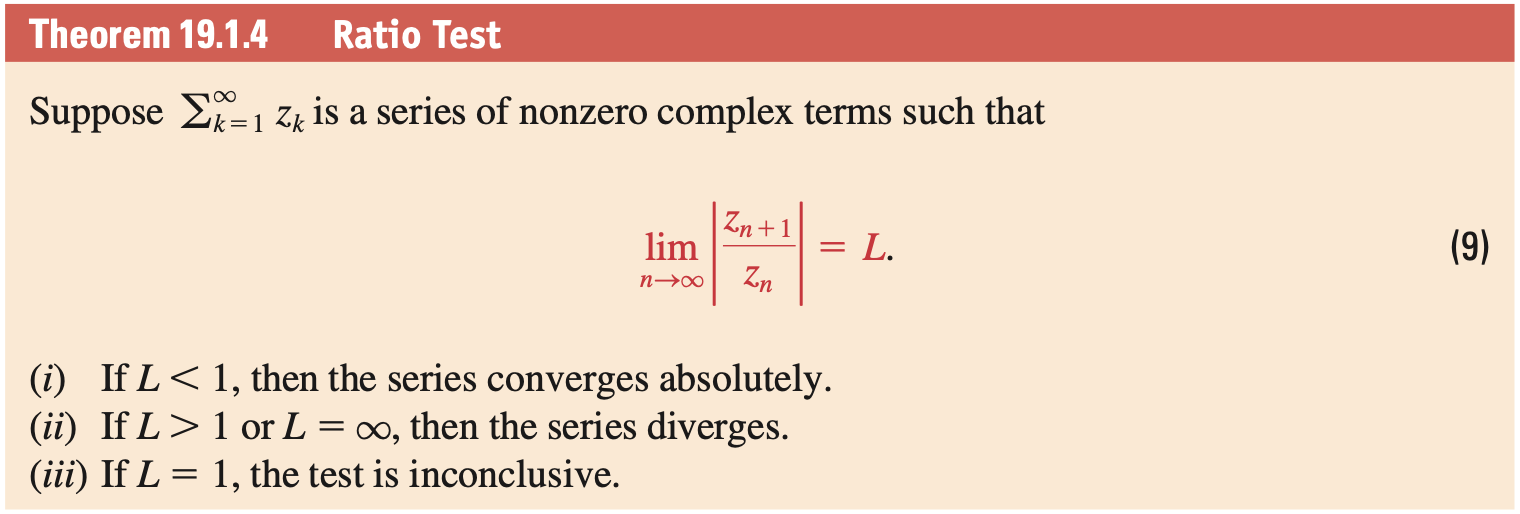 Theorem 19.1.4 Ratio Test
Suppose $\sum_{k=1}^{\infty} z_k$ is a series of nonzero complex terms such that
$\lim_{n \to \infty} \left| \frac{z_{n+1}}{z_n} \right| = L.$ (9)
(i) If L < 1, then the series converges absolutely.
(ii) If L > 1 or L = ∞, then the series diverges.
(iii) If L = 1, the test is inconclusive.